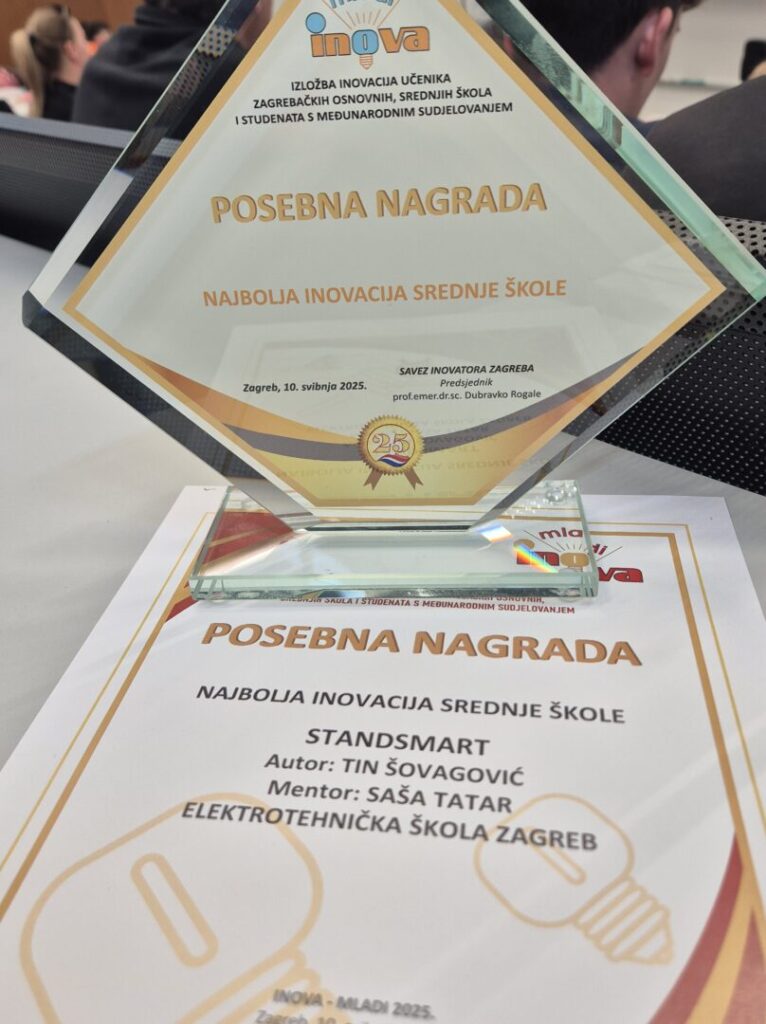 mladi
inova
IZLOŽBA INOVACIJA UČENIKA
ZAGREBAČKIH OSNOVNIH, SREDNJIH ŠKOLA
I STUDENATA S MEĐUNARODNIM SUDJELOVANJEM
POSEBNA NAGRADA
NAJBOLJA INOVACIJA SREDNJE ŠKOLE
Zagreb, 10. svibnja 2025.
SAVEZ INOVATORA ZAGREBA
Predsjednik
prof.emer.dr.sc. Dubravko Rogale
25
mladi
inova
SREDNJIH ŠKOLA I STUDENATA S MEĐUNARODNIM SUDJELOVANJEM
POSEBNA NAGRADA
NAJBOLJA INOVACIJA SREDNJE ŠKOLE
STANDSMART
Autor: TIN ŠOVAGOVIĆ
Mentor: SAŠA TATAR
ELEKTROTEHNIČKA ŠKOLA ZAGREB
INOVA - MLADI 2025.
Zagreb, 10.